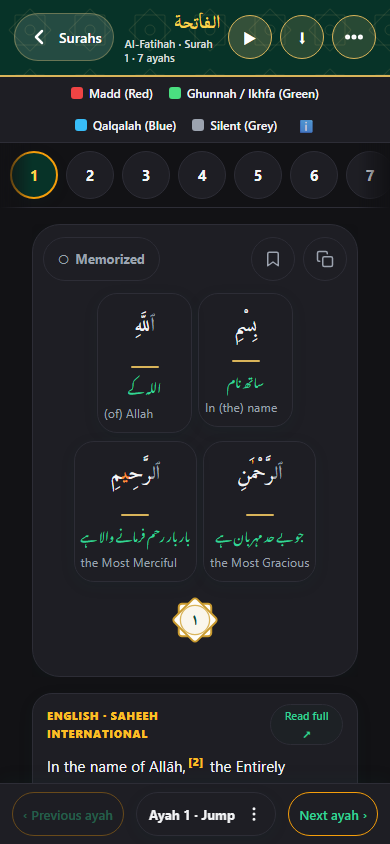 Surahs
الفاتحة
Al-Fatihah · Surah
1 · 7 ayahs
Madd (Red)
Ghunnah / Ikhfa (Green)
Qalqalah (Blue)
Silent (Grey)
1 2 3 4 5 6 7
Memorized
بِسْمِ
ساتھ نام
In (the) name
ٱللَّهِ
اللہ کے
(of) Allah
ٱلرَّحْمَٰنِ
جو بے حد مہربان ہے
the Most Gracious
ٱلرَّحِيمِ
بار بار رحم فرمانے والا ہے
the Most Merciful
١
ENGLISH · SAHEEH
INTERNATIONAL
Read full
↗
In the name of Allāh,[2] the Entirely
‹ Previous ayah
Ayah 1 · Jump
Next ayah ›